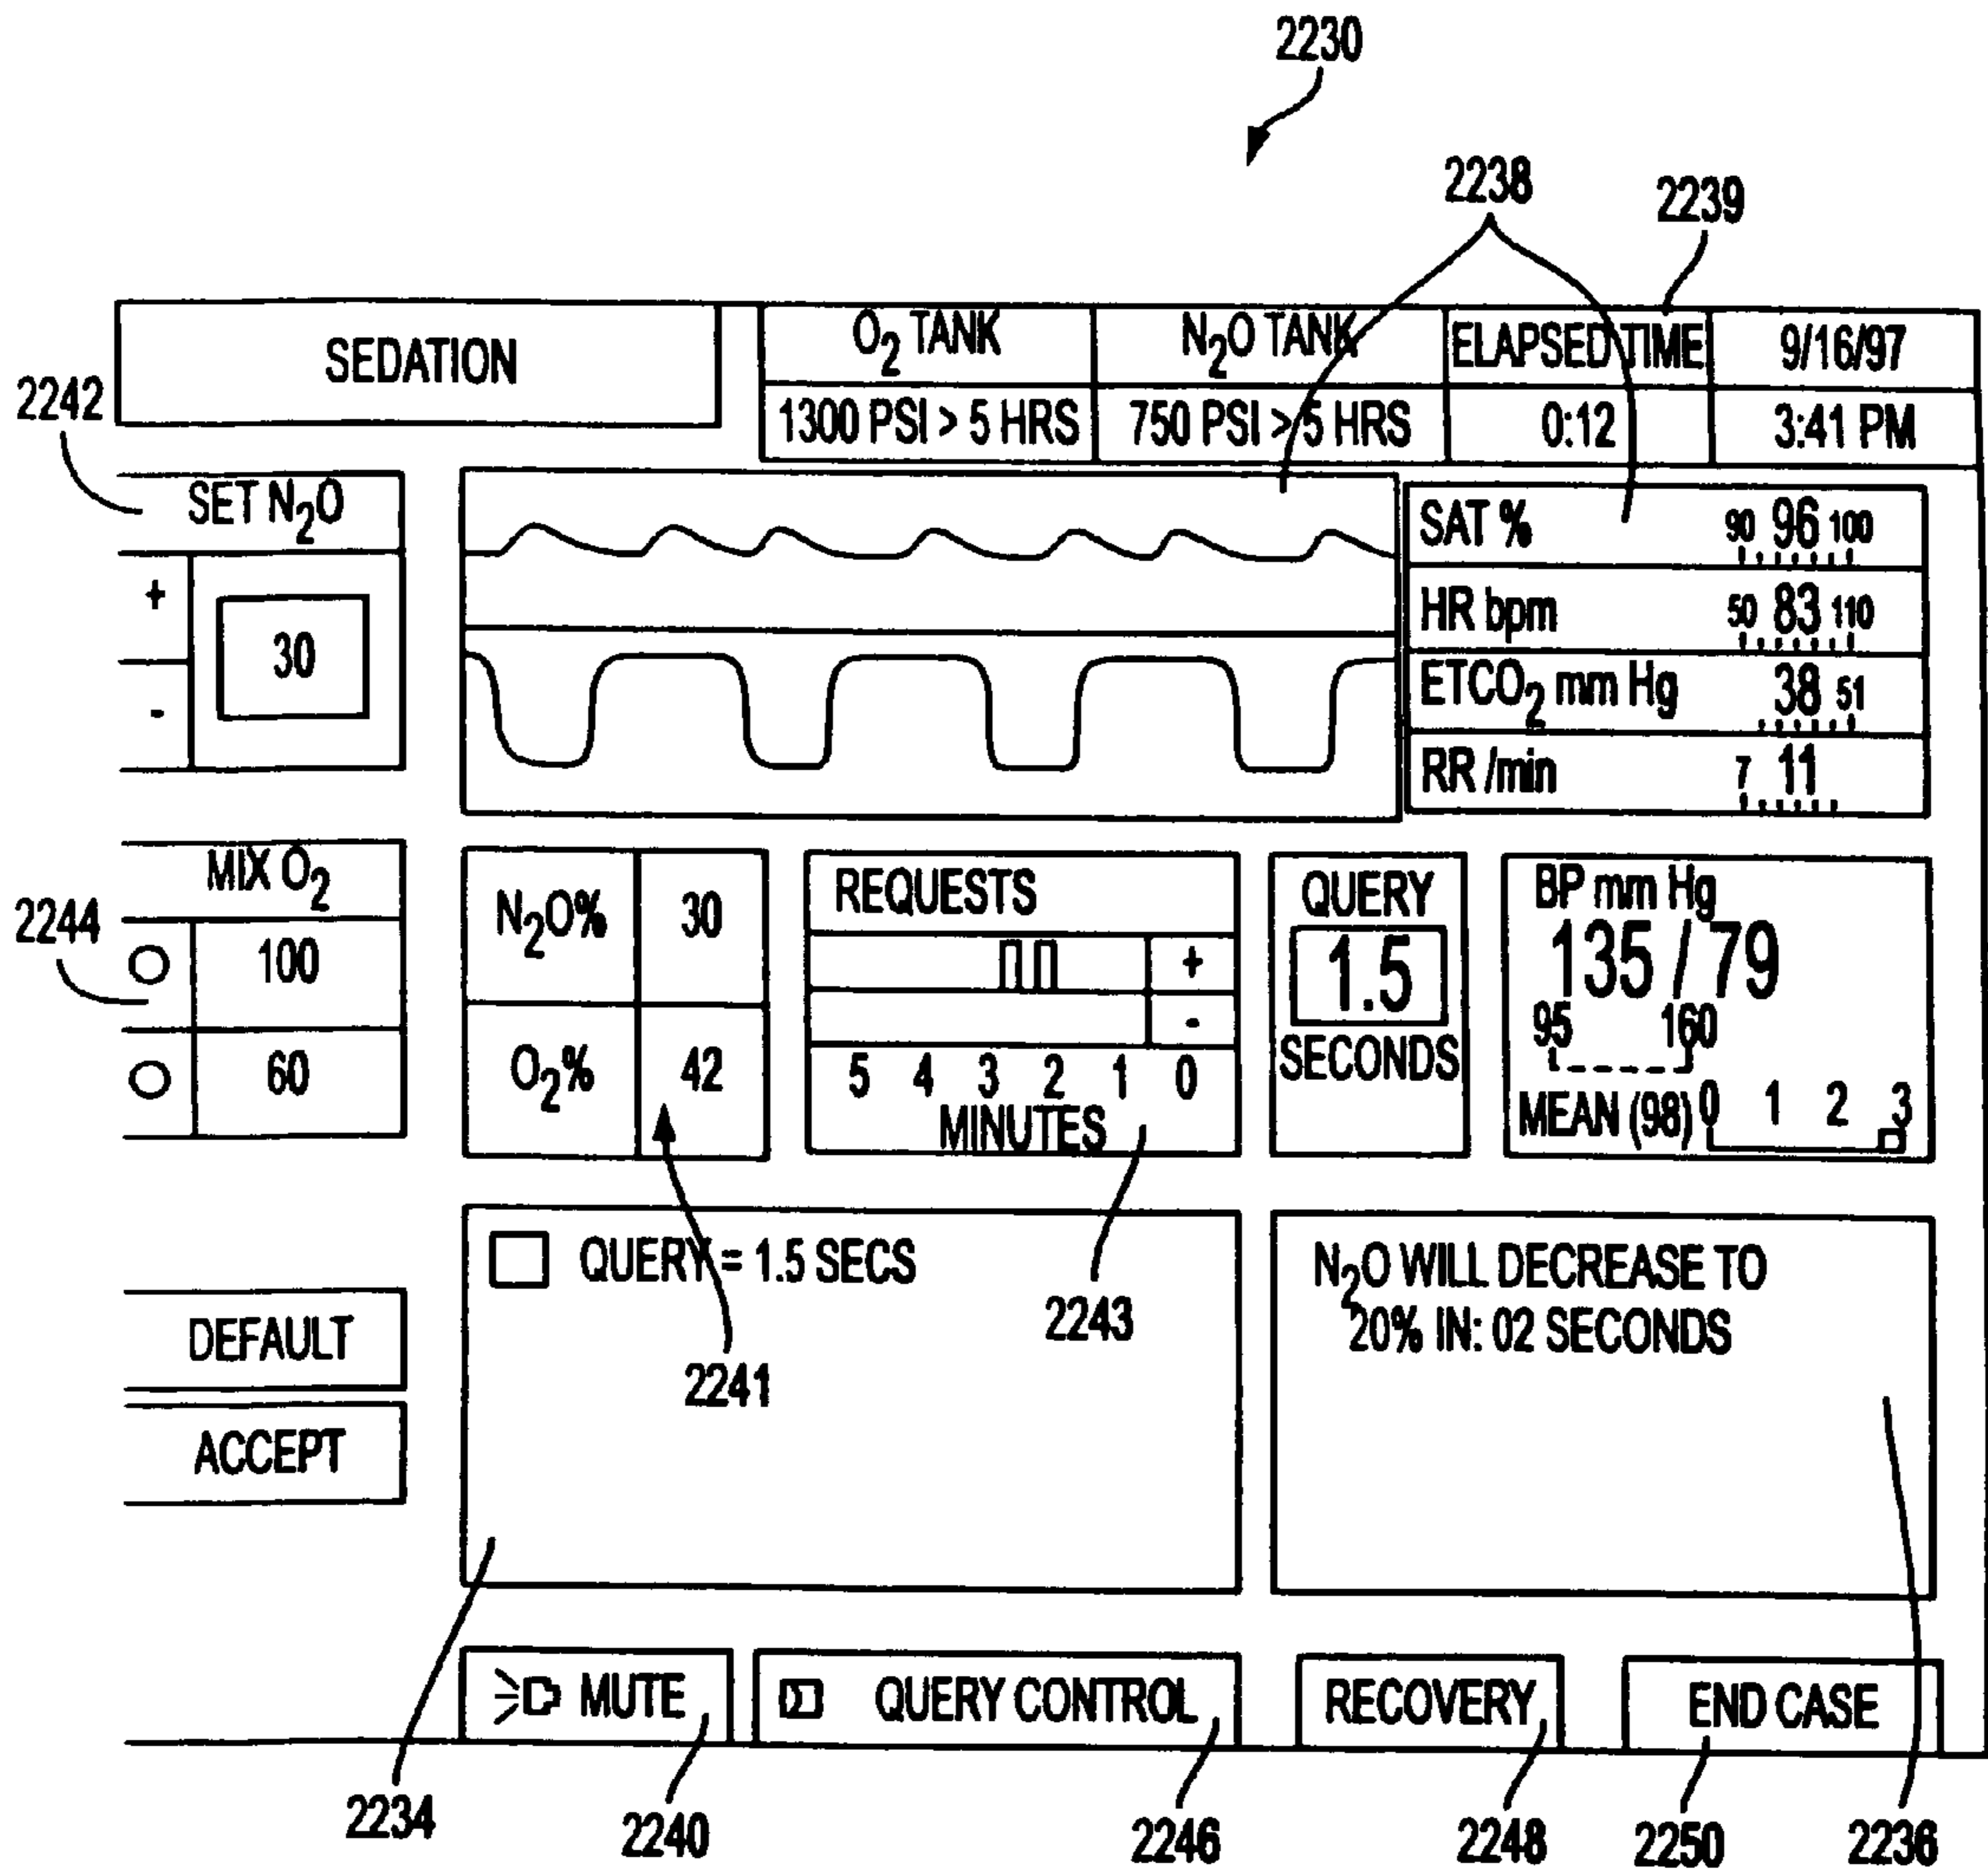 2230
2238
2239
SEDATION
O2 TANK
N2O TANK
ELAPSED TIME
9/16/97
1300 PSI > 5 HRS
750 PSI > 5 HRS
0:12
3:41 PM
2242
SET N2O
+
30
-
SAT %
90 96 100
HR bpm
50 83 110
ETCO2 mm Hg
38 51
RR /min
7 11
MIX O2
2244
100
60
N2O%
30
O2%
42
REQUESTS
+
-
5 4 3 2 1 0
MINUTES
QUERY
1.5
SECONDS
BP mm Hg
135 / 79
95 160
MEAN (98)
0 1 2 3
QUERY = 1.5 SECS
2241
2243
N2O WILL DECREASE TO
20% IN: 02 SECONDS
DEFAULT
ACCEPT
MUTE
Σ QUERY CONTROL
RECOVERY
END CASE
2234
2240
2246
2248
2250
2236